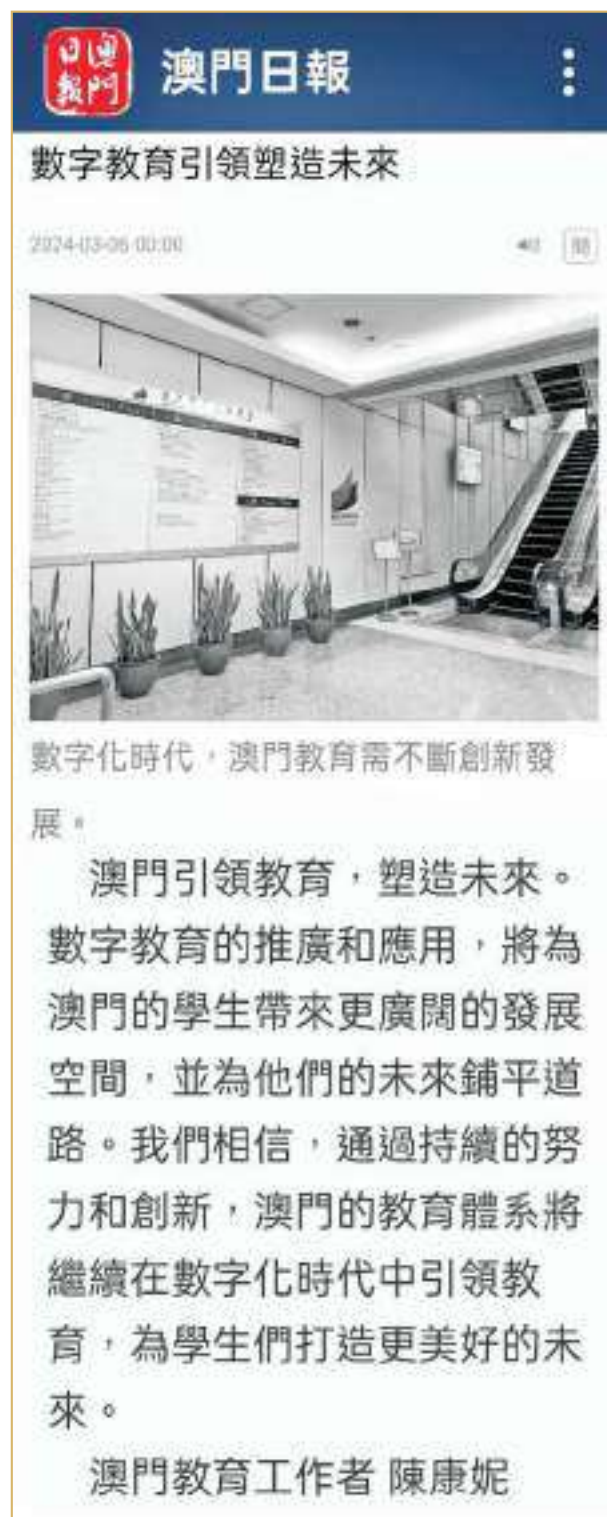 澳門日報
澳門日報
數字教育引領塑造未來
2024-03-06 00:00
簡
數字化時代，澳門教育需不斷創新發
展。
澳門引領教育，塑造未來。
數字教育的推廣和應用，將為
澳門的學生帶來更廣闊的發展
空間，並為他們的未來鋪平道
路。我們相信，通過持續的努
力和創新，澳門的教育體系將
繼續在數字化時代中引領教
育，為學生們打造更美好的未
來。
澳門教育工作者 陳康妮